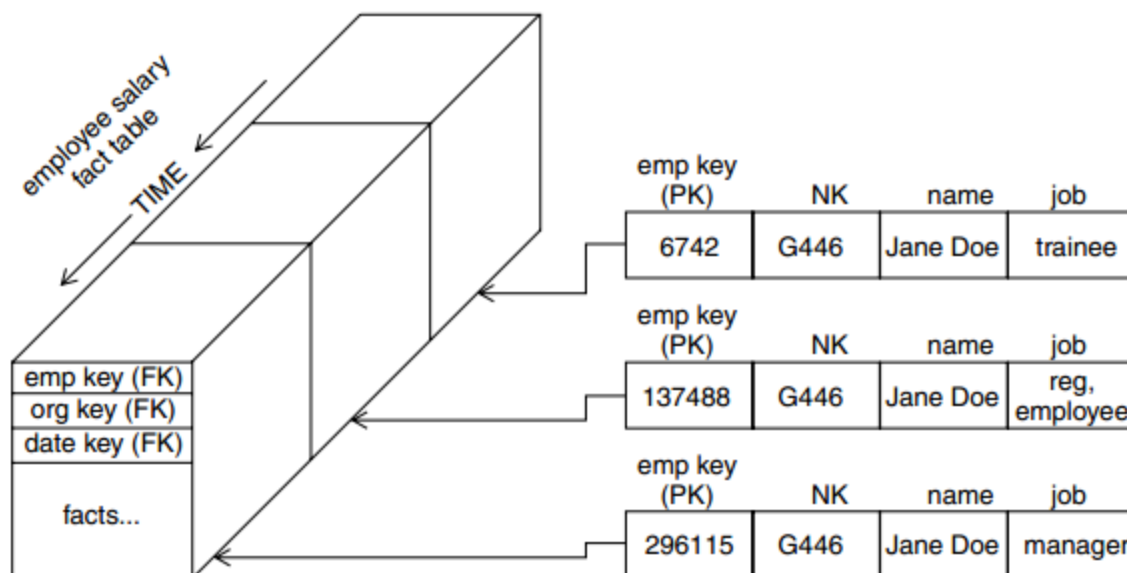 employee salary
fact table
TIME
emp key (FK)
org key (FK)
date key (FK)
facts...
emp key
(PK) NK name job
6742 G446 Jane Doe trainee
emp key
(PK) NK name job
137488 G446 Jane Doe reg,
employee
emp key
(PK) NK name job
296115 G446 Jane Doe manager